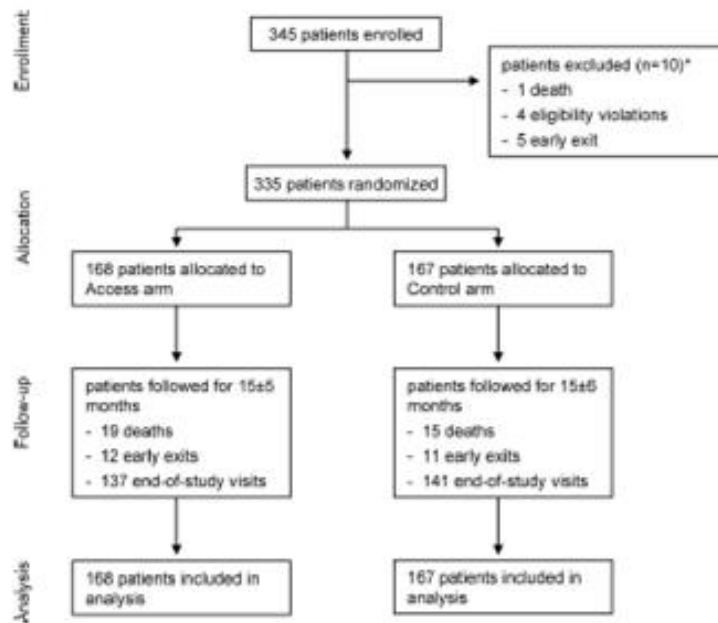 Enrollment
345 patients enrolled
patients excluded (n=10)*
- 1 death
- 4 eligibility violations
- 5 early exit
335 patients randomized
Allocation
168 patients allocated to
Access arm
167 patients allocated to
Control arm
Follow-up
patients followed for 15±5
months
- 19 deaths
- 12 early exits
- 137 end-of-study visits
patients followed for 15±6
months
- 15 deaths
- 11 early exits
- 141 end-of-study visits
Analysis
168 patients included in
analysis
167 patients included in
analysis